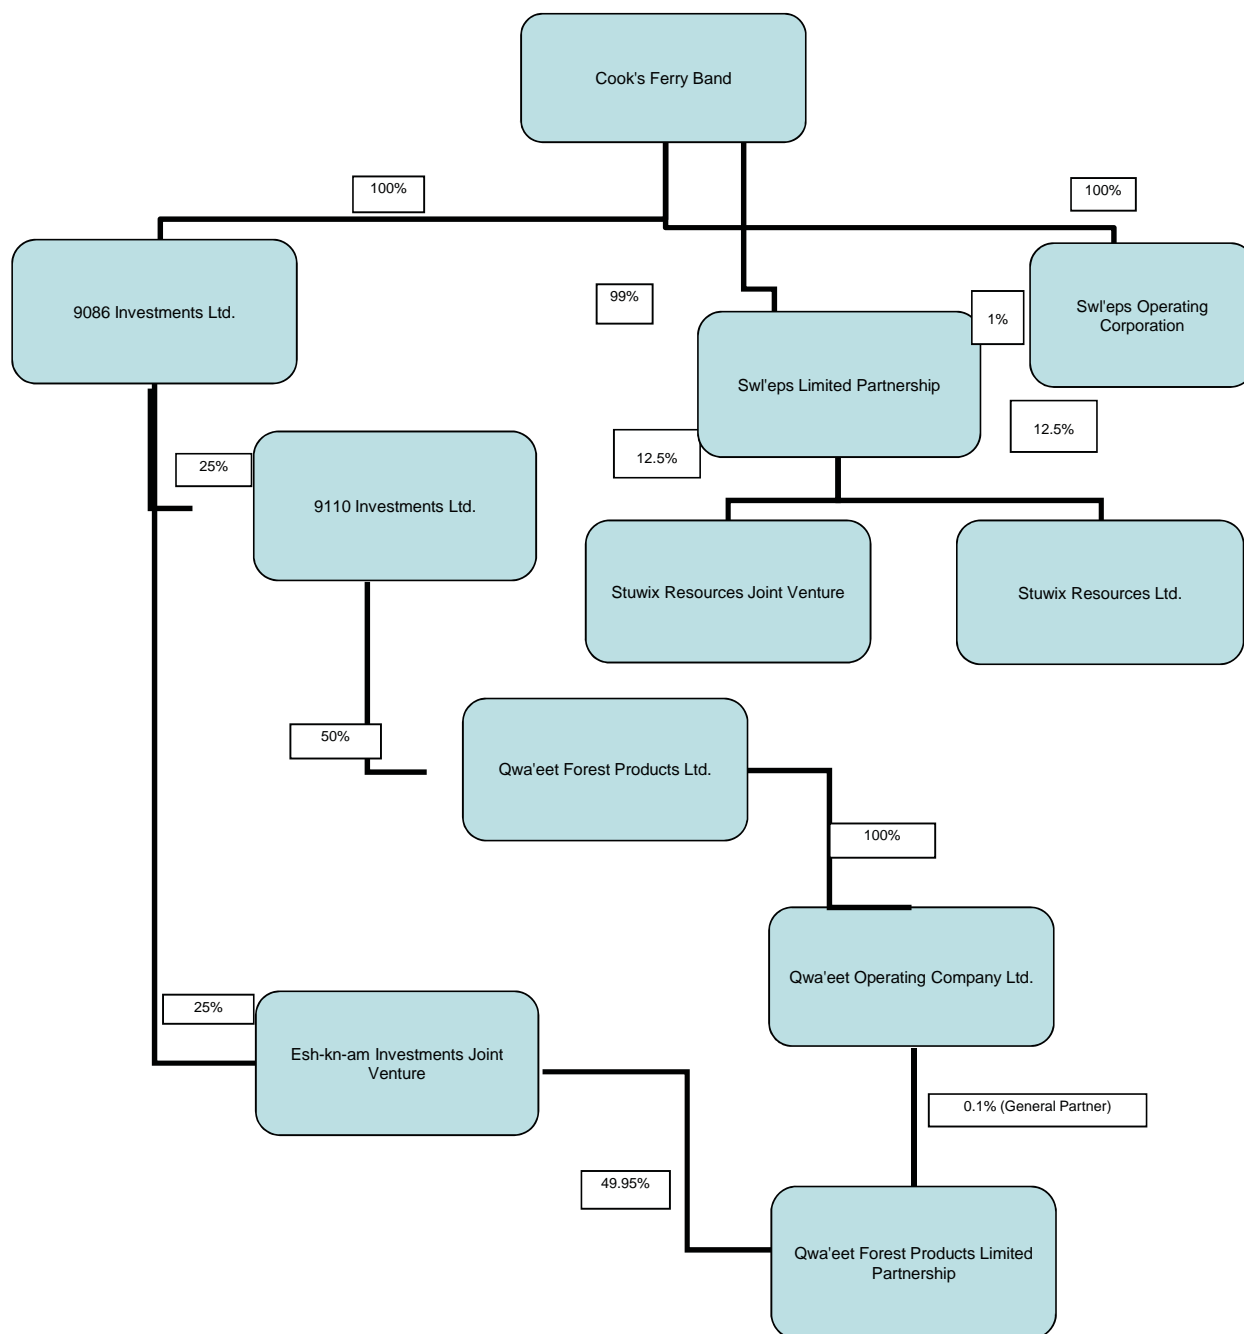 Cook's Ferry Band
100%
100%
9086 Investments Ltd.
99%
1%
Swl'eps Operating
Corporation
Swl'eps Limited Partnership
12.5%
12.5%
25%
9110 Investments Ltd.
Stuwix Resources Joint Venture
Stuwix Resources Ltd.
50%
Qwa'eet Forest Products Ltd.
100%
Qwa'eet Operating Company Ltd.
25%
Esh-kn-am Investments Joint
Venture
0.1% (General Partner)
49.95%
Qwa'eet Forest Products Limited
Partnership